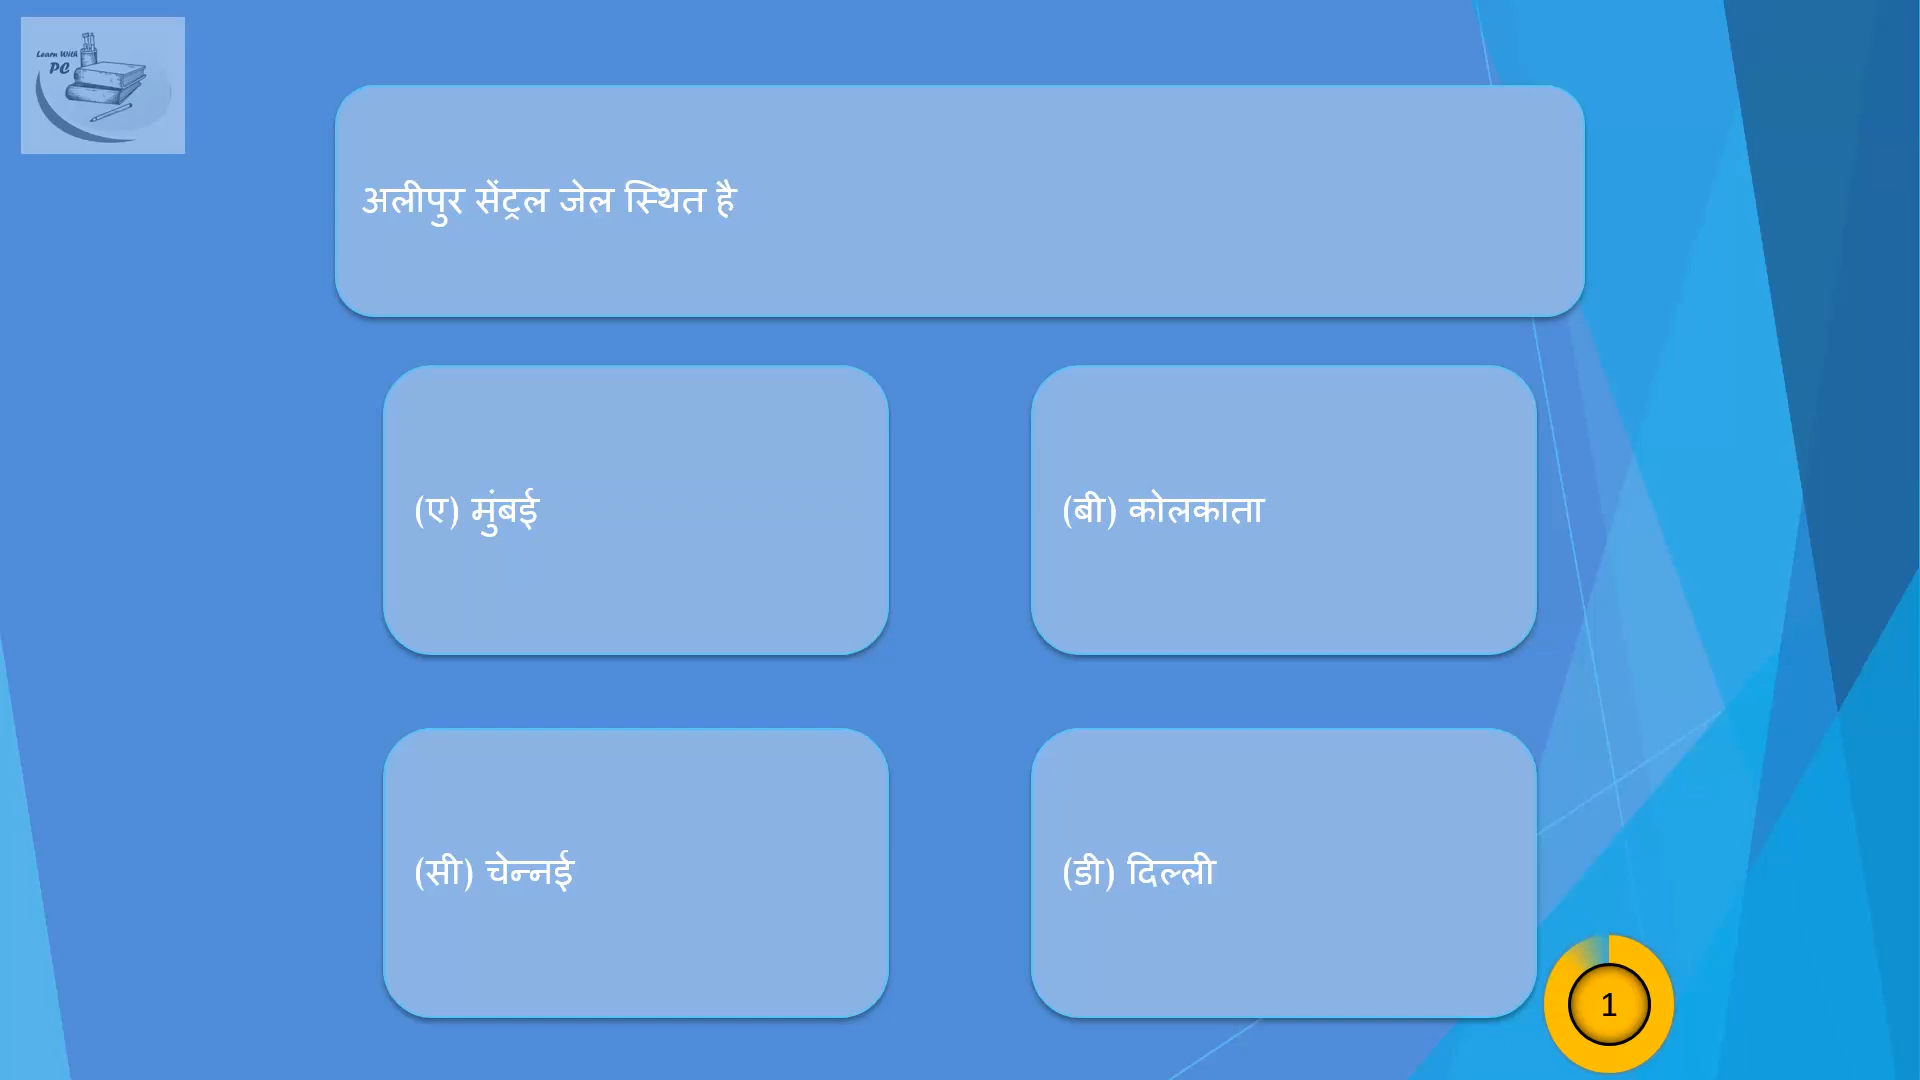 Learn With
PC
अलीपुर सेंट्रल जेल स्थित है
(ए) मुंबई
(बी) कोलकाता
(सी) चेन्नई
(डी) दिल्ली
1